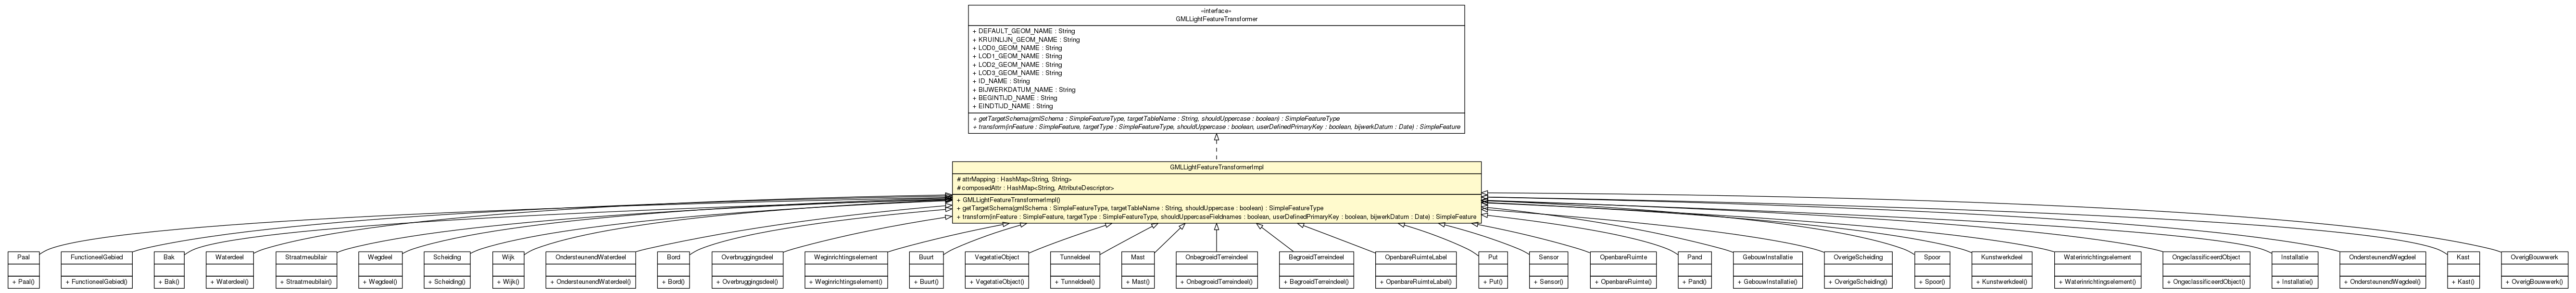 «interface»
GMLLightFeatureTransformer
+ DEFAULT_GEOM_NAME : String
+ KRUINLIJN_GEOM_NAME : String
+ LOD0_GEOM_NAME : String
+ LOD1_GEOM_NAME : String
+ LOD2_GEOM_NAME : String
+ LOD3_GEOM_NAME : String
+ ID_NAME : String
+ BIJWERKDATUM_NAME : String
+ BEGINTIJD_NAME : String
+ EINDTIJD_NAME : String
+ getTargetSchema(gmlSchema : SimpleFeatureType, targetTableName : String, shouldUppercase : boolean) : SimpleFeatureType
+ transform(inFeature : SimpleFeature, targetType : SimpleFeatureType, shouldUppercase : boolean, userDefinedPrimaryKey : boolean, bijwerkDatum : Date) : SimpleFeature
GMLLightFeatureTransformerImpl
# attrMapping : HashMap<String, String>
# composedAttr : HashMap<String, AttributeDescriptor>
+ GMLLightFeatureTransformerImpl()
+ getTargetSchema(gmlSchema : SimpleFeatureType, targetTableName : String, shouldUppercase : boolean) : SimpleFeatureType
+ transform(inFeature : SimpleFeature, targetType : SimpleFeatureType, shouldUppercaseFieldnames : boolean, userDefinedPrimaryKey : boolean, bijwerkDatum : Date) : SimpleFeature
Paal
+ Paal()
FunctioneelGebied
+ FunctioneelGebied()
Bak
+ Bak()
Waterdeel
+ Waterdeel()
Straatmeubilair
+ Straatmeubilair()
Wegdeel
+ Wegdeel()
Scheiding
+ Scheiding()
Wijk
+ Wijk()
OndersteunendWaterdeel
+ OndersteunendWaterdeel()
Bord
+ Bord()
Overbruggingsdeel
+ Overbruggingsdeel()
Weginrichtingselement
+ Weginrichtingselement()
Buurt
+ Buurt()
VegetatieObject
+ VegetatieObject()
Tunneldeel
+ Tunneldeel()
Mast
+ Mast()
OnbegroeidTerreindeel
+ OnbegroeidTerreindeel()
BegroeidTerreindeel
+ BegroeidTerreindeel()
OpenbareRuimteLabel
+ OpenbareRuimteLabel()
Put
+ Put()
Sensor
+ Sensor()
OpenbareRuimte
+ OpenbareRuimte()
Pand
+ Pand()
GebouwInstallatie
+ GebouwInstallatie()
OverigeScheiding
+ OverigeScheiding()
Spoor
+ Spoor()
Kunstwerkdeel
+ Kunstwerkdeel()
Waterinrichtingselement
+ Waterinrichtingselement()
OngeclassificeerdObject
+ OngeclassificeerdObject()
Installatie
+ Installatie()
OndersteunendWegdeel
+ OndersteunendWegdeel()
Kast
+ Kast()
OverigBouwwerk
+ OverigBouwwerk()